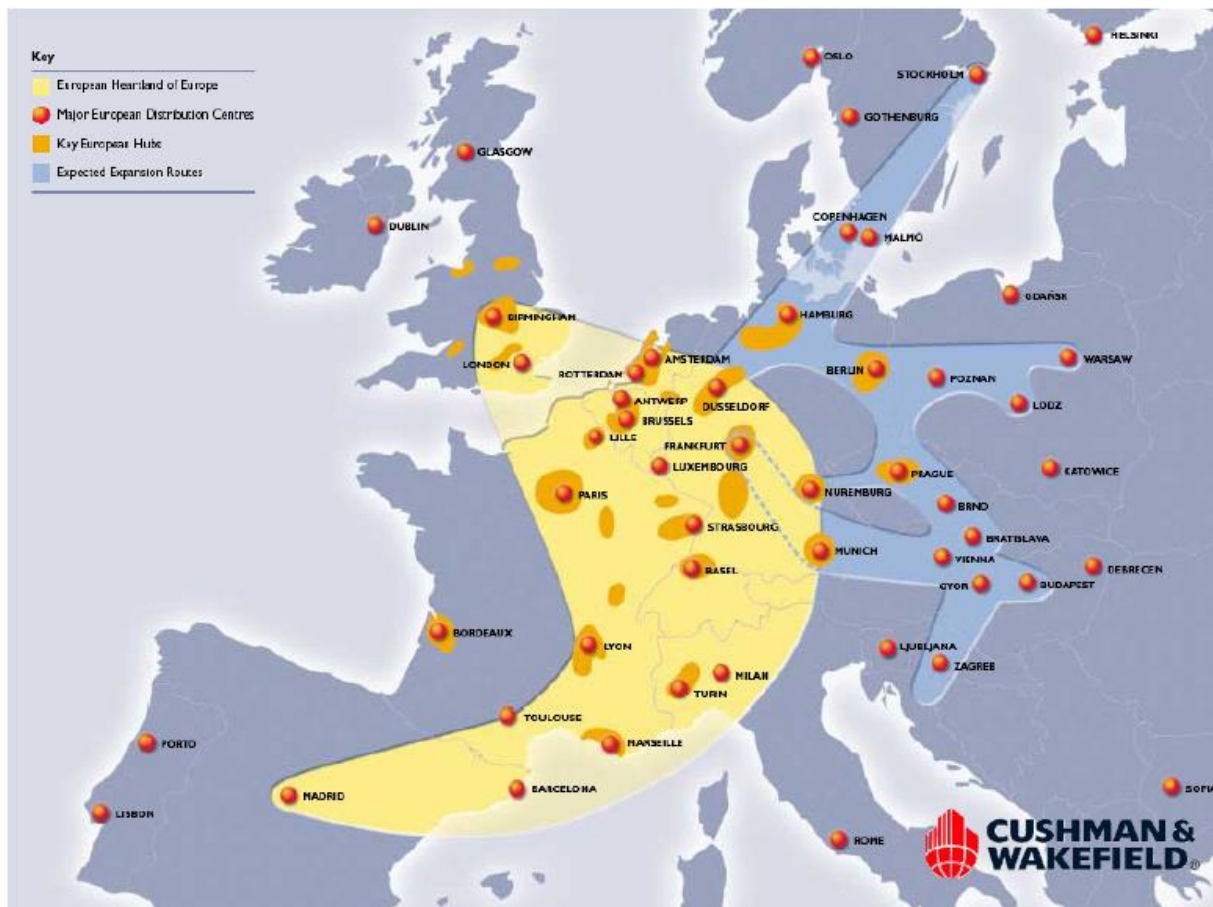 Key
European Heartland of Europe
Major European Distribution Centres
Key European Hubs
Expected Expansion Routes
HELSINKI
OSLO
STOCKHOLM
GOTHENBURG
GLASGOW
DUBLIN
COPENHAGEN
MALMÖ
GDAŃSK
BIRMINGHAM
HAMBURG
LONDON
AMSTERDAM
ROTTERDAM
BERLIN
WARSAW
POZNAN
ANTWERP
DUSSELDORF
LODZ
BRUSSELS
LILLE
FRANKFURT
LUXEMBOURG
KATOWICE
PRAGUE
PARIS
NUREMBURG
BRNO
STRASBOURG
BRATISLAVA
MUNICH
VIENNA
BASEL
GYOR
BUDAPEST
DEBRECEN
BORDEAUX
LYON
LJUBLJANA
ZAGREB
MILAN
TURIN
TOULOUSE
PORTO
MARSEILLE
MADRID
BARCELONA
LISBON
SOFIA
ROME
CUSHMAN &
WAKEFIELD®